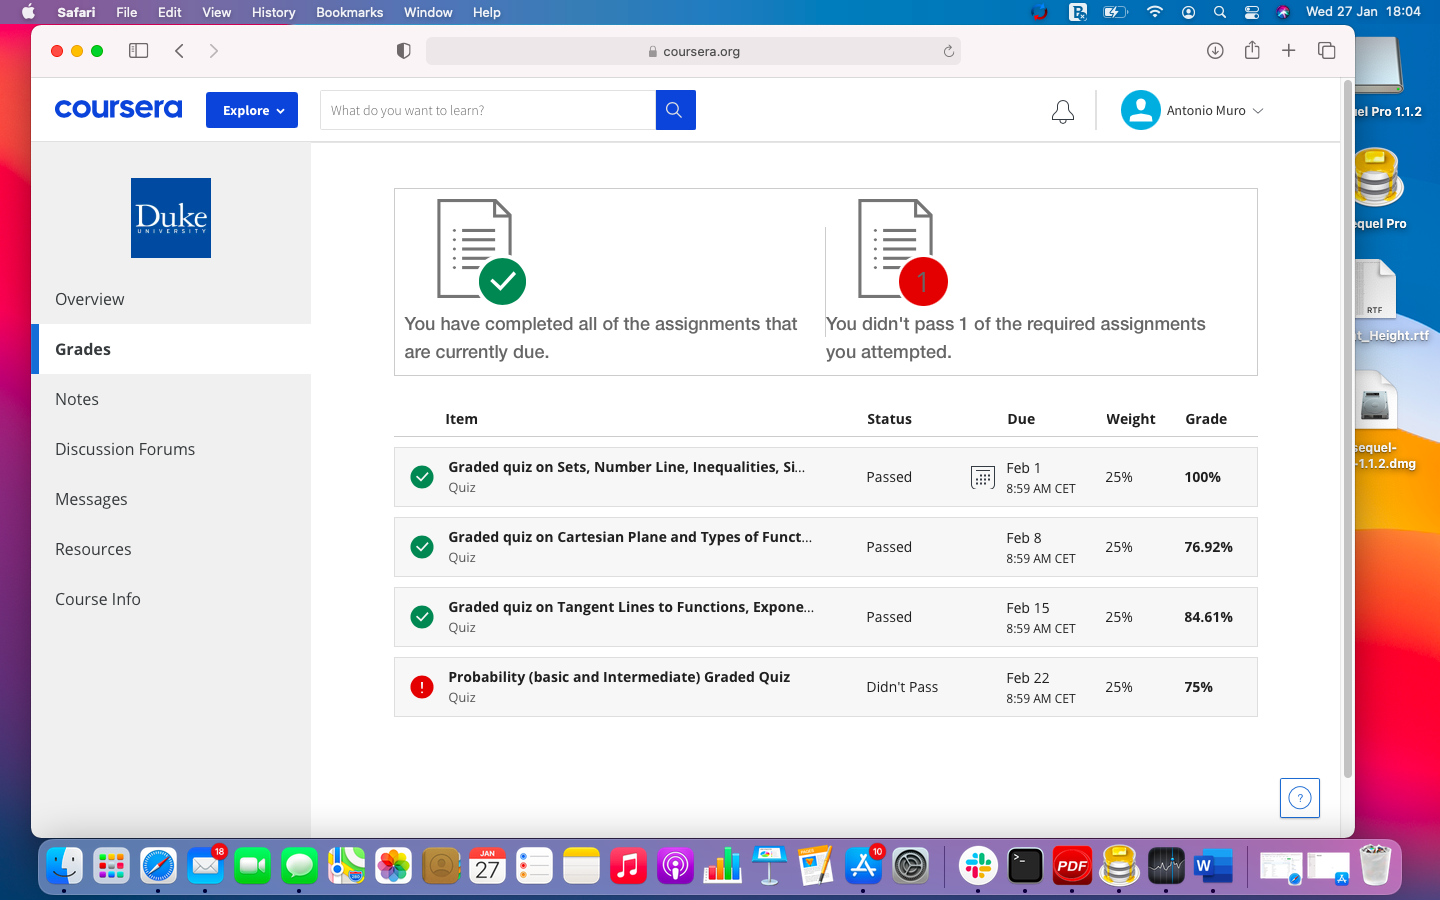 Safari File Edit View History Bookmarks Window Help Wed 27 Jan 18:04
coursera.org
coursera Explore What do you want to learn? Antonio Muro
Duke
UNIVERSITY
Overview
Grades
Notes
Discussion Forums
Messages
Resources
Course Info
1
You have completed all of the assignments that
are currently due.
You didn't pass 1 of the required assignments
you attempted.
Item Status Due Weight Grade
Graded quiz on Sets, Number Line, Inequalities, Si...
Quiz
Passed
Feb 1
8:59 AM CET
25%
100%
Graded quiz on Cartesian Plane and Types of Funct...
Quiz
Passed
Feb 8
8:59 AM CET
25%
76.92%
Graded quiz on Tangent Lines to Functions, Expone...
Quiz
Passed
Feb 15
8:59 AM CET
25%
84.61%
Probability (basic and Intermediate) Graded Quiz
Quiz
Didn't Pass
Feb 22
8:59 AM CET
25%
75%
?
el Pro 1.1.2
equel Pro
RTF
t_Height.rtf
sequel-
-1.1.2.dmg
18
JAN
27
10
PDF
W